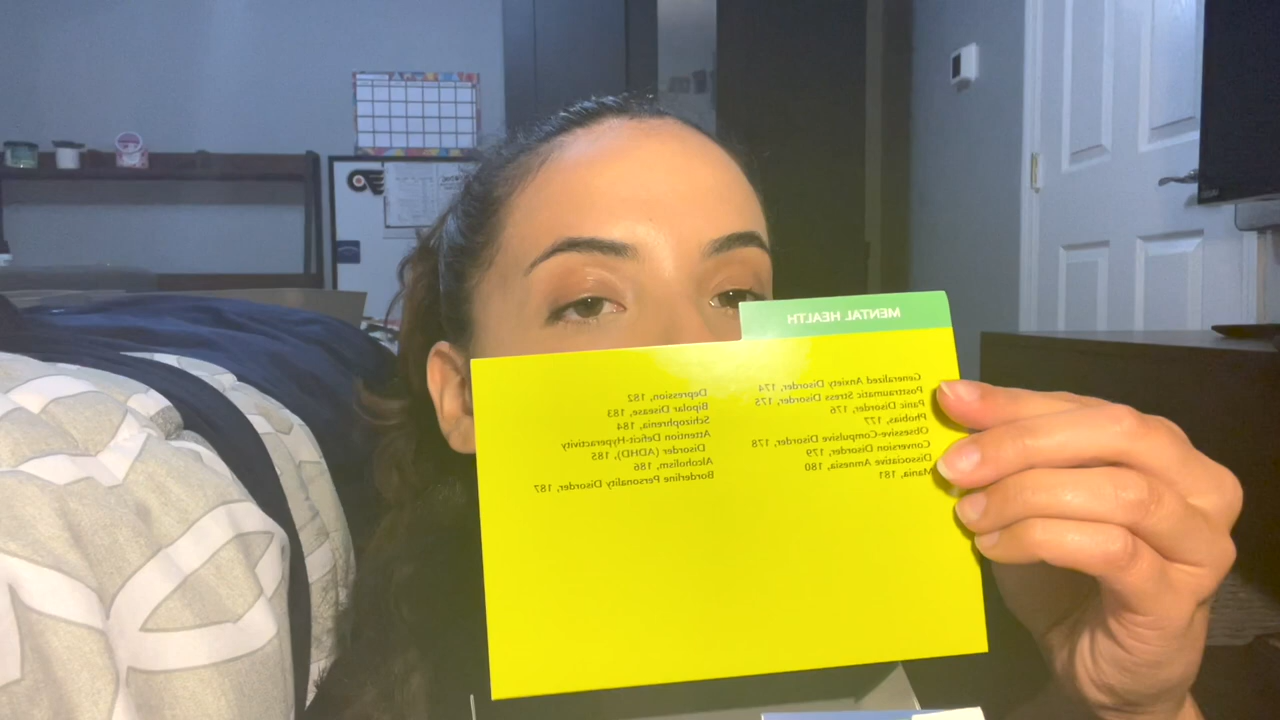 MENTAL HEALTH
Generalized Anxiety Disorder, 174
Posttraumatic Stress Disorder, 175
Panic Disorder, 176
Phobias, 177
Obsessive-Compulsive Disorder, 178
Conversion Disorder, 179
Dissociative Amnesia, 180
Mania, 181
Depression, 182
Bipolar Disease, 183
Schizophrenia, 184
Attention Deficit-Hyperactivity
Disorder (ADHD), 185
Alcoholism, 186
Borderline Personality Disorder, 187